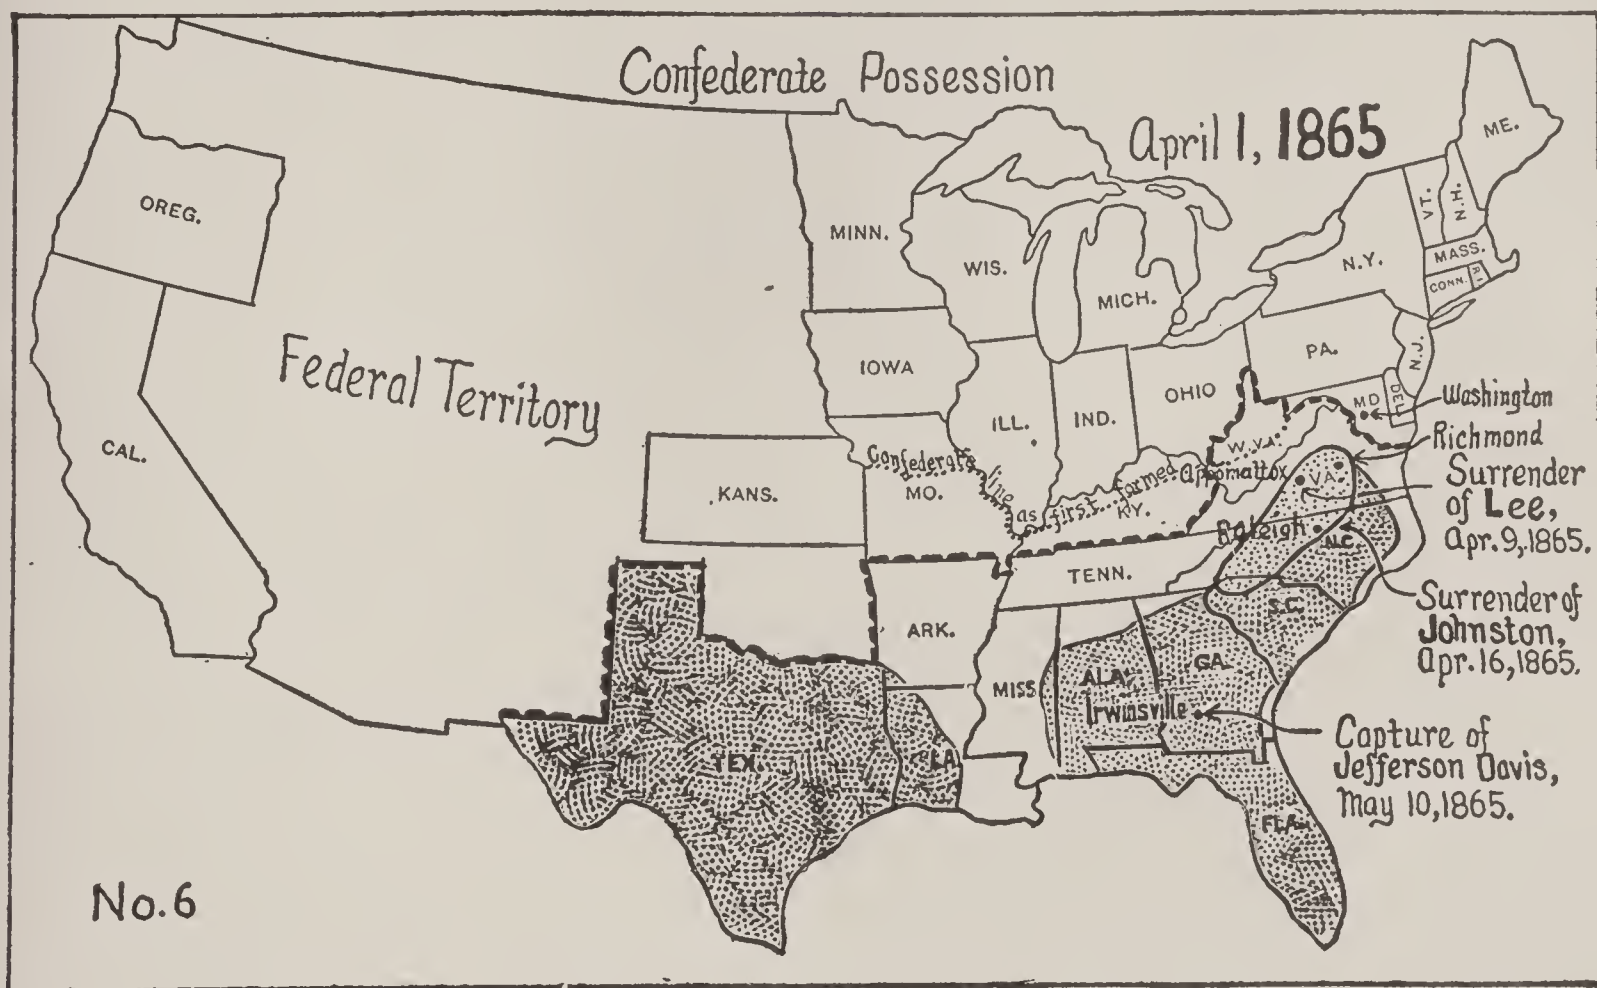 Confederate Possession
April 1, 1865
ME.
VT.
N.H.
OREG.
MINN.
WIS.
MICH.
N.Y.
MASS.
CONN.
R.I.
Federal Territory
IOWA
PA.
N.J.
OHIO
ILL.
IND.
MD
DEL.
Washington
Richmond
CAL.
KANS.
MO.
Confederate line as first formed
KY.
W. VA.
Appomattox
VA.
Surrender
of Lee,
Apr. 9, 1865.
Raleigh
N.C.
TENN.
ARK.
S.C.
Surrender of
Johnston,
Apr. 16, 1865.
MISS.
ALA.
GA.
Irwinsville
Capture of
Jefferson Davis,
May 10, 1865.
TEX.
LA.
FLA.
No. 6